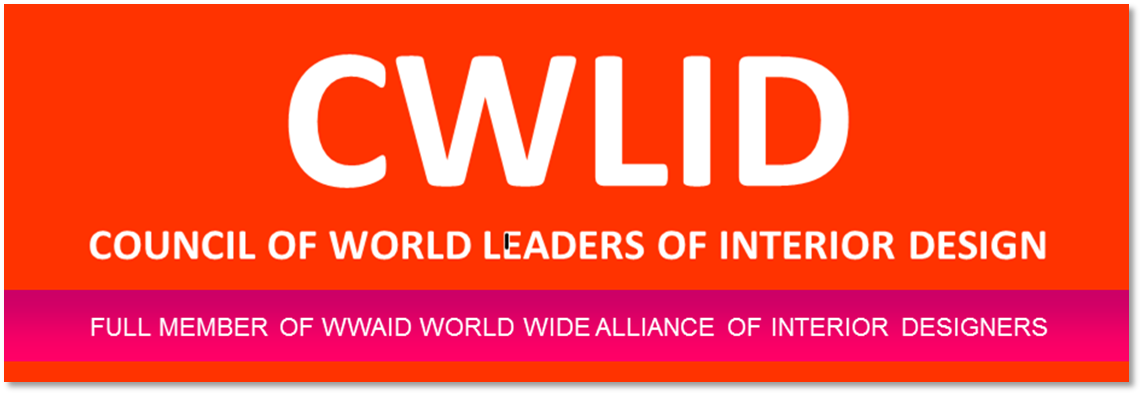 CWLID
COUNCIL OF WORLD LEADERS OF INTERIOR DESIGN
FULL MEMBER OF WWAID WORLD WIDE ALLIANCE OF INTERIOR DESIGNERS